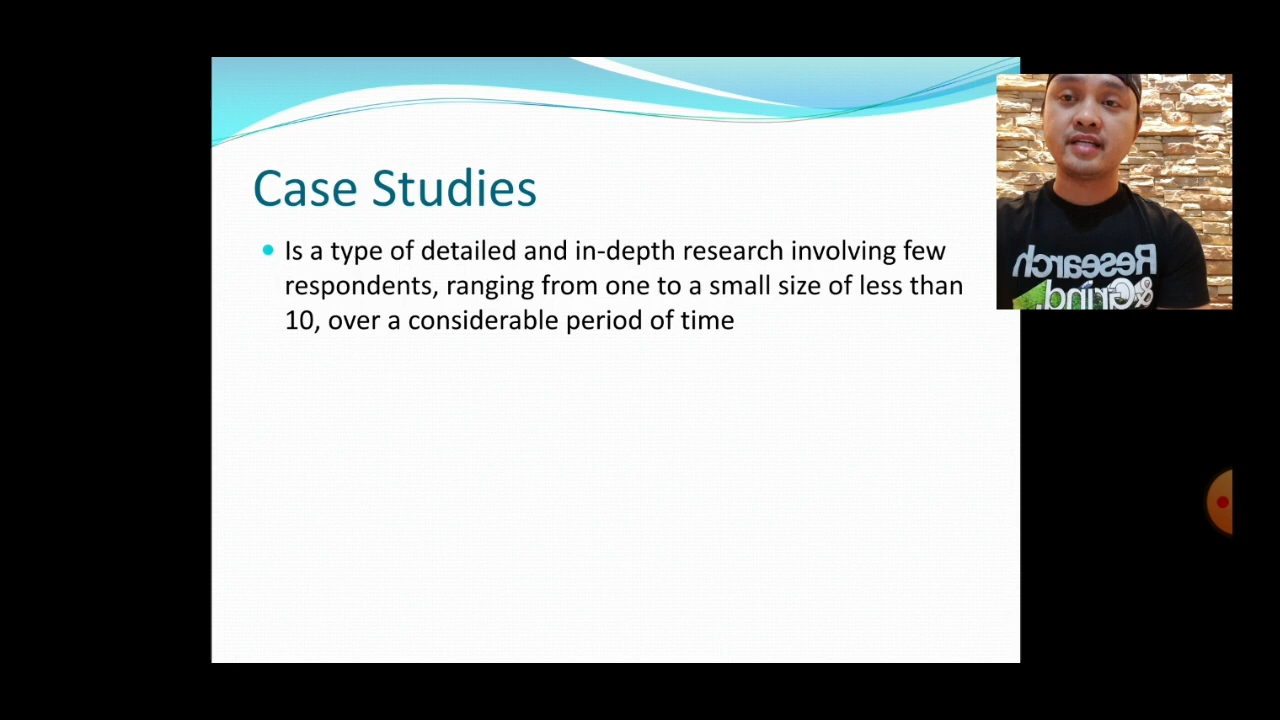 Case Studies
Is a type of detailed and in-depth research involving few
respondents, ranging from one to a small size of less than
10, over a considerable period of time
Research
&Grind.